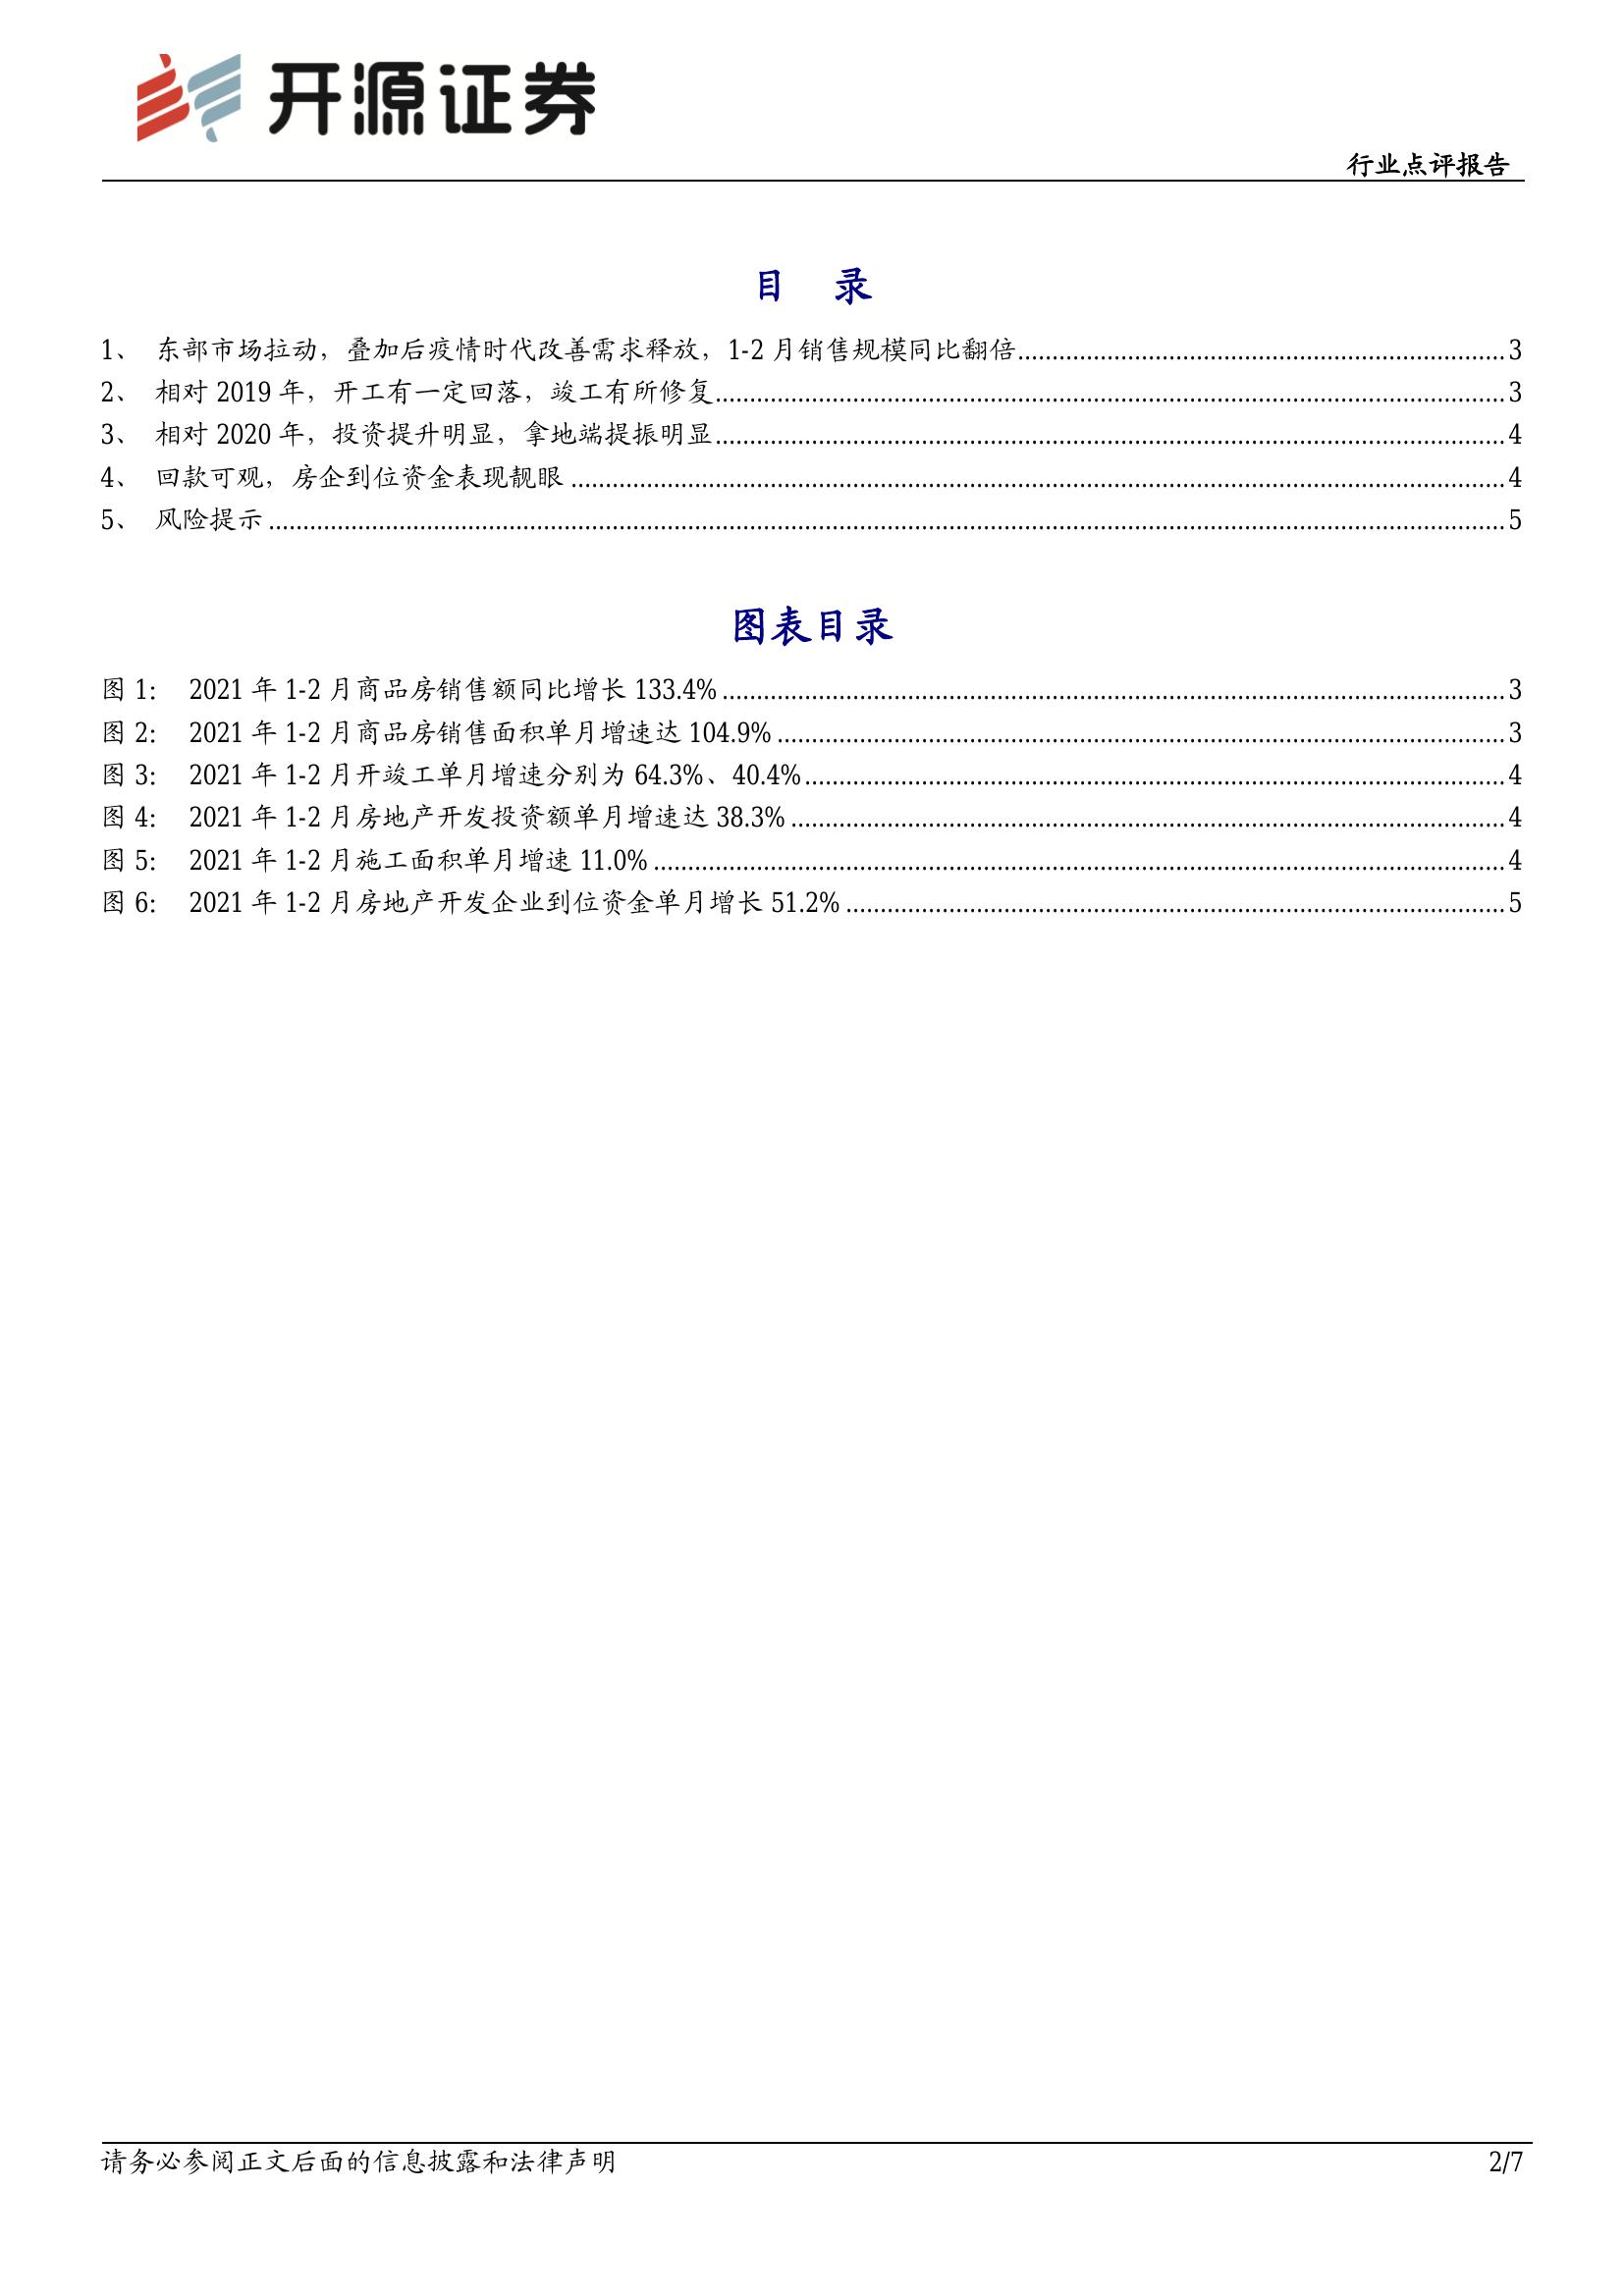 开源证券
行业点评报告
目 录
1、 东部市场拉动，叠加后疫情时代改善需求释放，1-2 月销售规模同比翻倍 3
2、 相对 2019 年，开工有一定回落，竣工有所修复 3
3、 相对 2020 年，投资提升明显，拿地端提振明显 4
4、 回款可观，房企到位资金表现靓眼 4
5、 风险提示 5
图表目录
图 1： 2021 年 1-2 月商品房销售额同比增长 133.4% 3
图 2： 2021 年 1-2 月商品房销售面积单月增速达 104.9% 3
图 3： 2021 年 1-2 月开竣工单月增速分别为 64.3%、40.4% 4
图 4： 2021 年 1-2 月房地产开发投资额单月增速达 38.3% 4
图 5： 2021 年 1-2 月施工面积单月增速 11.0% 4
图 6： 2021 年 1-2 月房地产开发企业到位资金单月增长 51.2% 5
请务必参阅正文后面的信息披露和法律声明 2/7